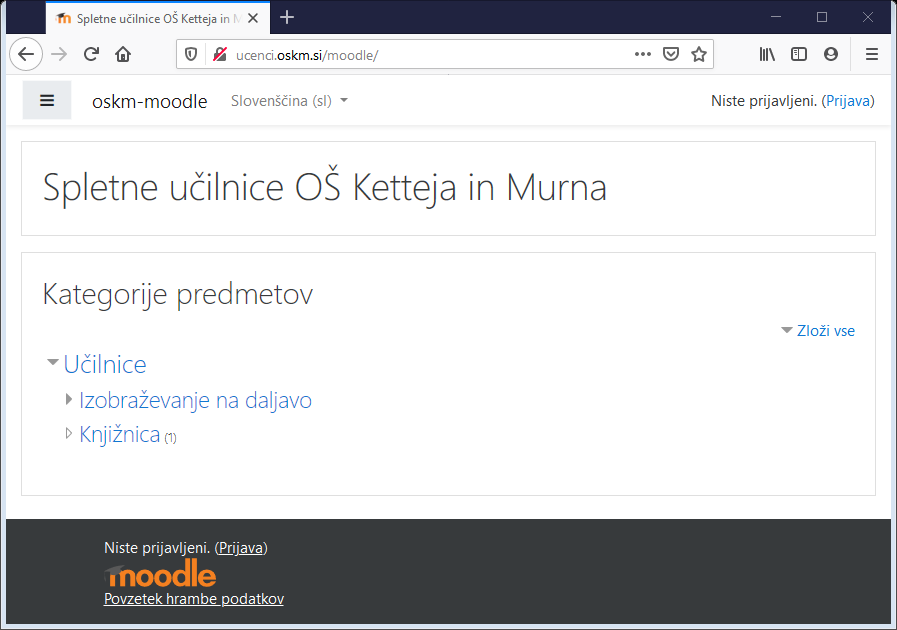 Spletne učilnice OŠ Ketteja in M
ucenci.oskm.si/moodle/
oskm-moodle Slovenščina (sl) Niste prijavljeni. (Prijava)
Spletne učilnice OŠ Ketteja in Murna
Kategorije predmetov
Zloži vse
Učilnice
Izobraževanje na daljavo
Knjižnica (1)
Niste prijavljeni. (Prijava)
moodle
Povzetek hrambe podatkov